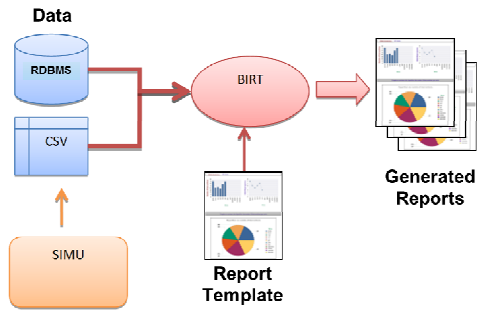 Data
RDBMS
CSV
SIMU
BIRT
Report
Template
Generated
Reports